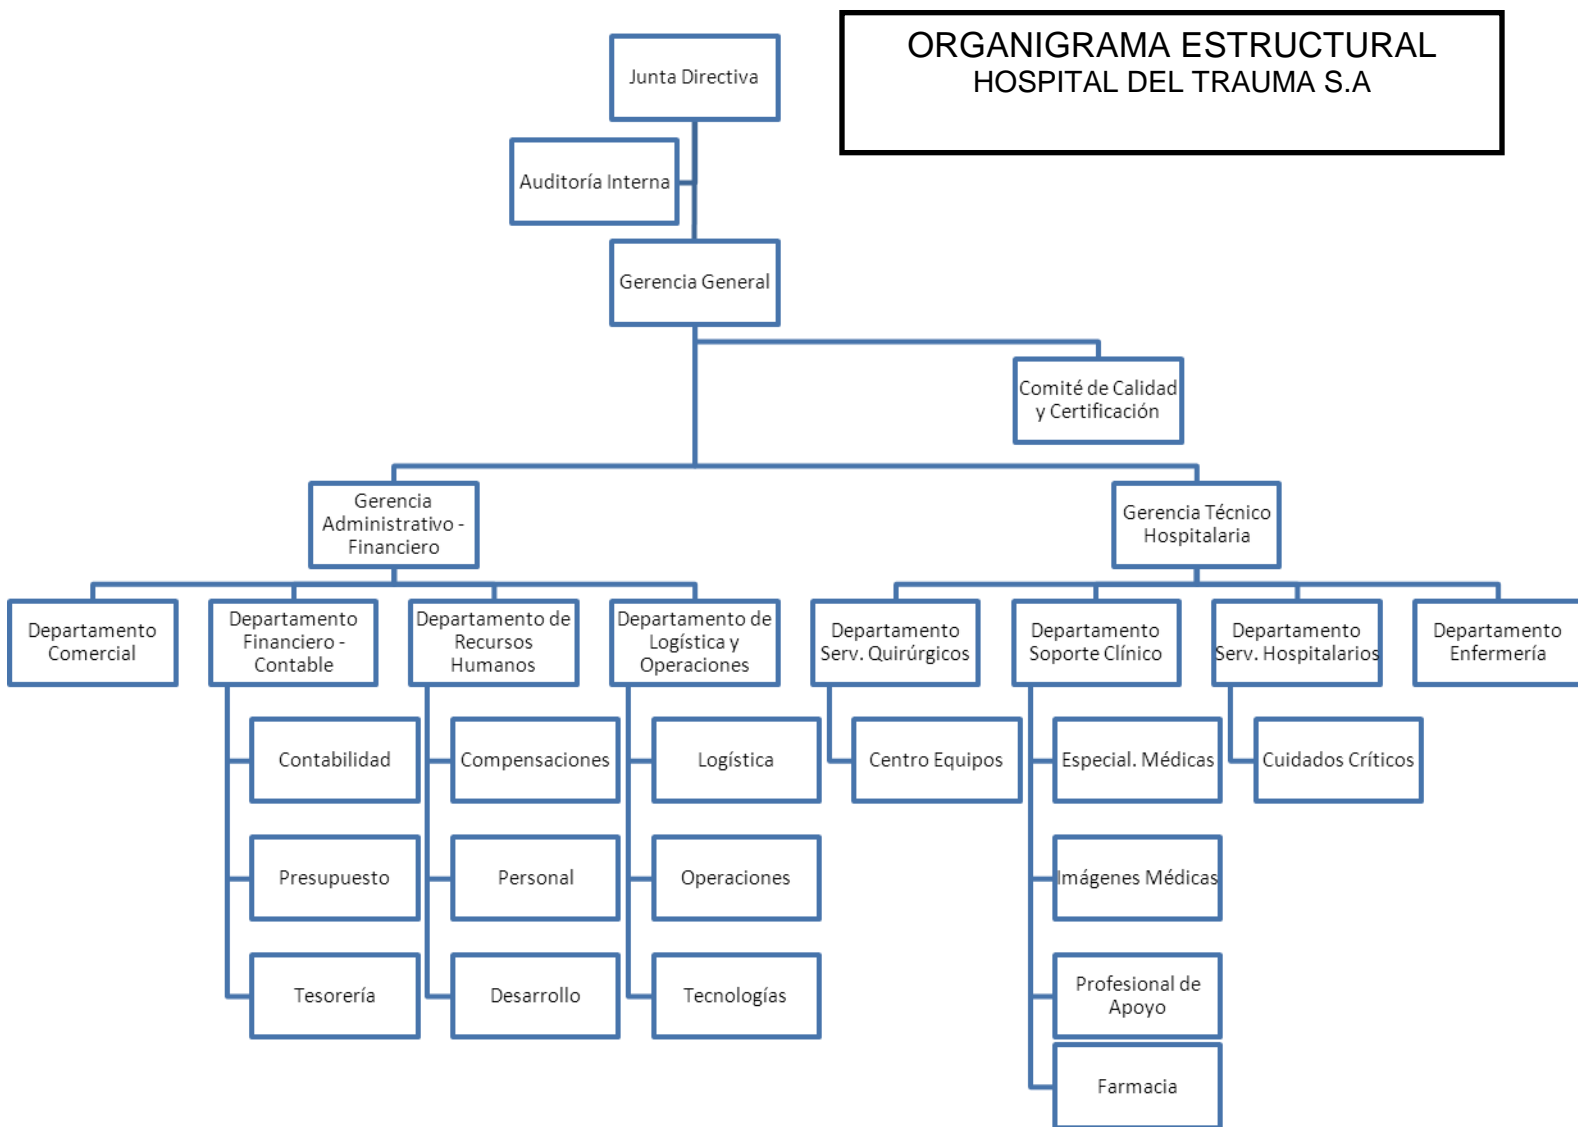 ORGANIGRAMA ESTRUCTURAL
HOSPITAL DEL TRAUMA S.A
Junta Directiva
Auditoría Interna
Gerencia General
Comité de Calidad
y Certificación
Gerencia
Administrativo -
Financiero
Gerencia Técnico
Hospitalaria
Departamento
Comercial
Departamento
Financiero -
Contable
Departamento de
Recursos
Humanos
Departamento de
Logística y
Operaciones
Departamento
Serv. Quirúrgicos
Departamento
Soporte Clínico
Departamento
Serv. Hospitalarios
Departamento
Enfermería
Contabilidad
Compensaciones
Logística
Centro Equipos
Especial. Médicas
Cuidados Críticos
Presupuesto
Personal
Operaciones
Imágenes Médicas
Tesorería
Desarrollo
Tecnologías
Profesional de
Apoyo
Farmacia